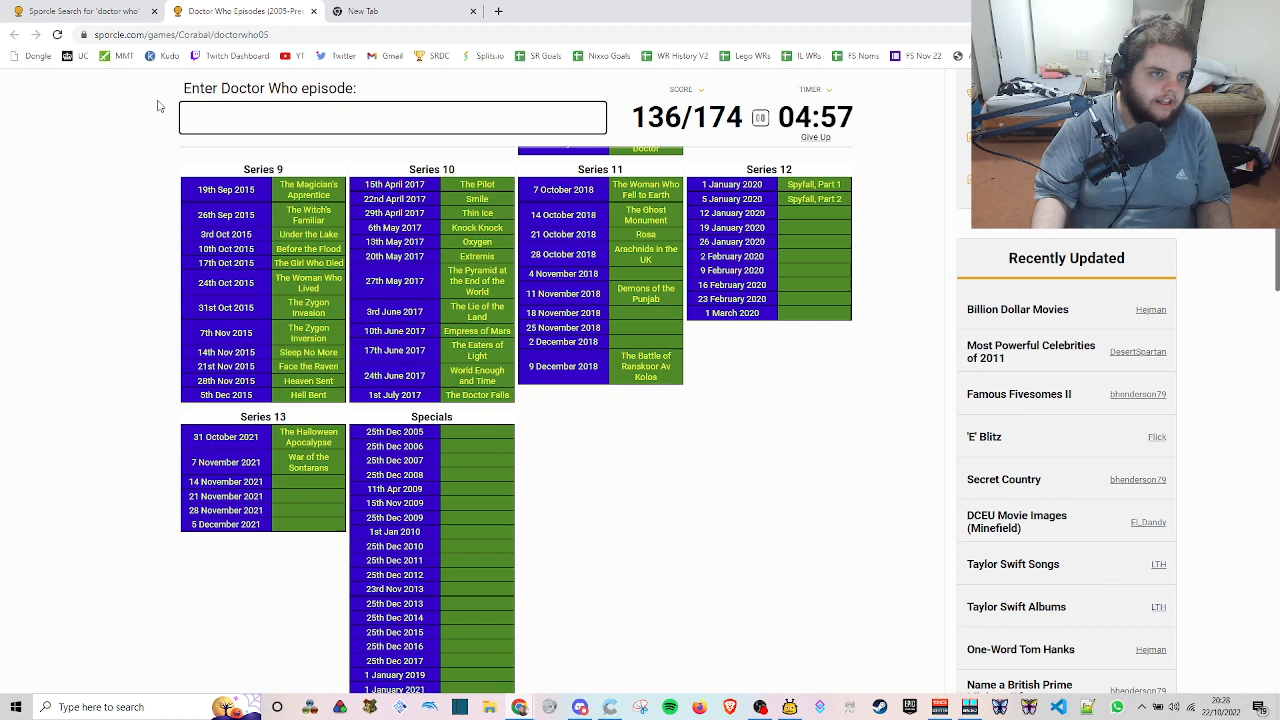 Sporcle Search for 'doctor who'
Doctor Who Episodes (2005-Pres
New Tab
sporcle.com/games/Corabal/doctorwho05
Dongle UC MMT Kudo Twitch YT Twitter Gmail SRDC Splits.io SR Goals Nixxo Goals WR History V2 Lego WRs IL WRs FS Noms FS Nov 22
Enter Doctor Who episode:
SCORE
136/174
TIMER
04:57
Give Up
Doctor
Series 9
19th Sep 2015 The Magician's Apprentice
26th Sep 2015 The Witch's Familiar
3rd Oct 2015 Under the Lake
10th Oct 2015 Before the Flood
17th Oct 2015 The Girl Who Died
24th Oct 2015 The Woman Who Lived
31st Oct 2015 The Zygon Invasion
7th Nov 2015 The Zygon Inversion
14th Nov 2015 Sleep No More
21st Nov 2015 Face the Raven
28th Nov 2015 Heaven Sent
5th Dec 2015 Hell Bent
Series 10
15th April 2017 The Pilot
22nd April 2017 Smile
29th April 2017 Thin Ice
6th May 2017 Knock Knock
13th May 2017 Oxygen
20th May 2017 Extremis
27th May 2017 The Pyramid at the End of the World
3rd June 2017 The Lie of the Land
10th June 2017 Empress of Mars
17th June 2017 The Eaters of Light
24th June 2017 World Enough and Time
1st July 2017 The Doctor Falls
Series 11
7 October 2018 The Woman Who Fell to Earth
14 October 2018 The Ghost Monument
21 October 2018 Rosa
28 October 2018 Arachnids in the UK
4 November 2018
11 November 2018 Demons of the Punjab
18 November 2018
25 November 2018
2 December 2018
9 December 2018 The Battle of Ranskoor Av Kolos
Series 12
1 January 2020 Spyfall, Part 1
5 January 2020 Spyfall, Part 2
12 January 2020
19 January 2020
26 January 2020
2 February 2020
9 February 2020
16 February 2020
23 February 2020
1 March 2020
Series 13
31 October 2021 The Halloween Apocalypse
7 November 2021 War of the Sontarans
14 November 2021
21 November 2021
28 November 2021
5 December 2021
Specials
25th Dec 2005
25th Dec 2006
25th Dec 2007
25th Dec 2008
11th Apr 2009
15th Nov 2009
25th Dec 2009
1st Jan 2010
25th Dec 2010
25th Dec 2011
25th Dec 2012
23rd Nov 2013
25th Dec 2013
25th Dec 2014
25th Dec 2015
25th Dec 2016
25th Dec 2017
1 January 2019
1 January 2021
Recently Updated
Billion Dollar Movies Hejman
Most Powerful Celebrities of 2011 DesertSpartan
Famous Fivesomes II bhenderson79
'E' Blitz Flick
Secret Country bhenderson79
DCEU Movie Images (Minefield) El_Dandy
Taylor Swift Songs LTH
Taylor Swift Albums LTH
One-Word Tom Hanks Hejman
Name a British Prime bhenderson79
Type here to search
20:28
22/10/2022